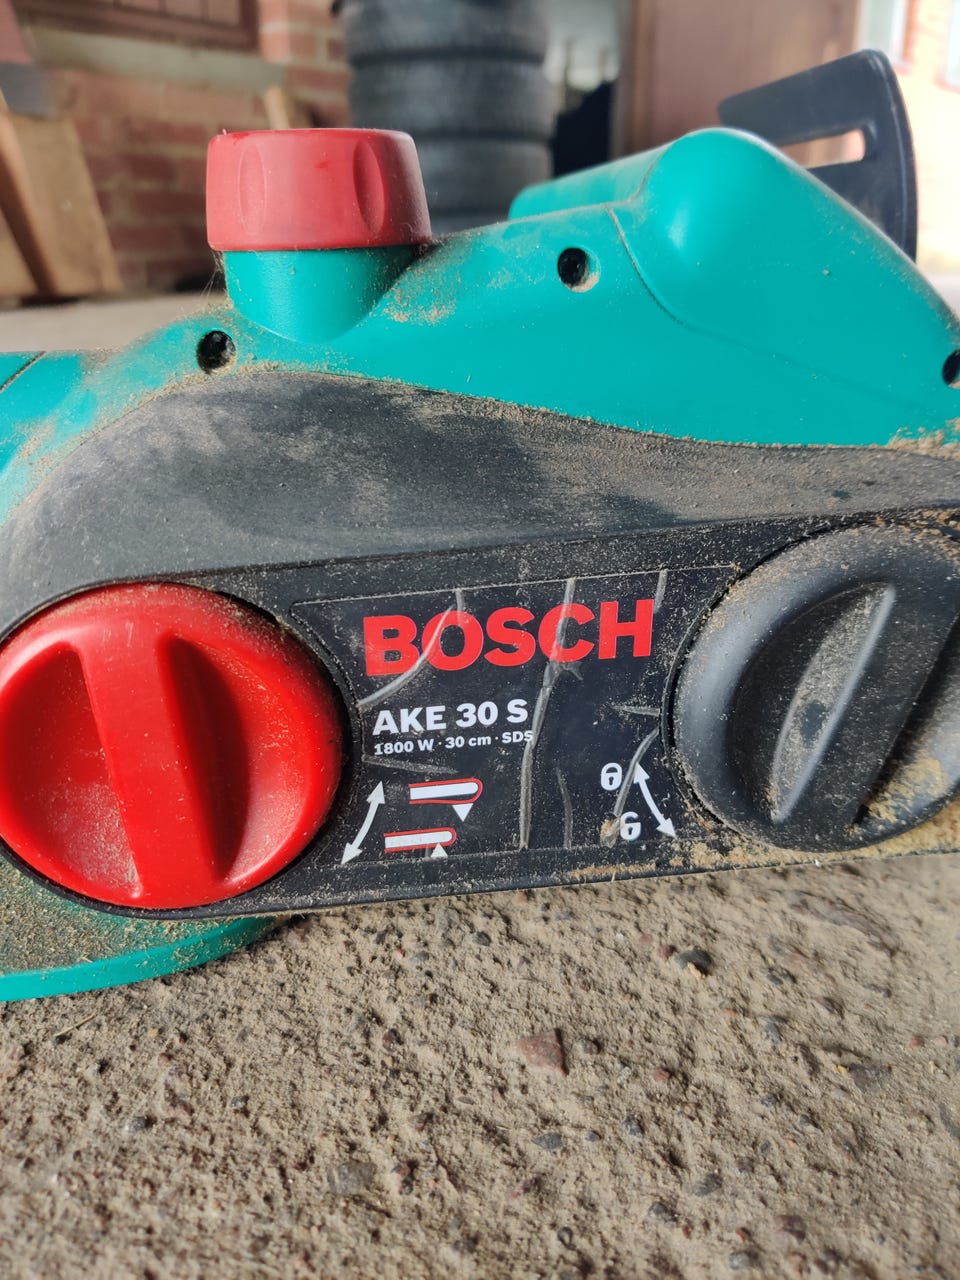 BOSCH
AKE 30 S
1800 W · 30 cm · SDS